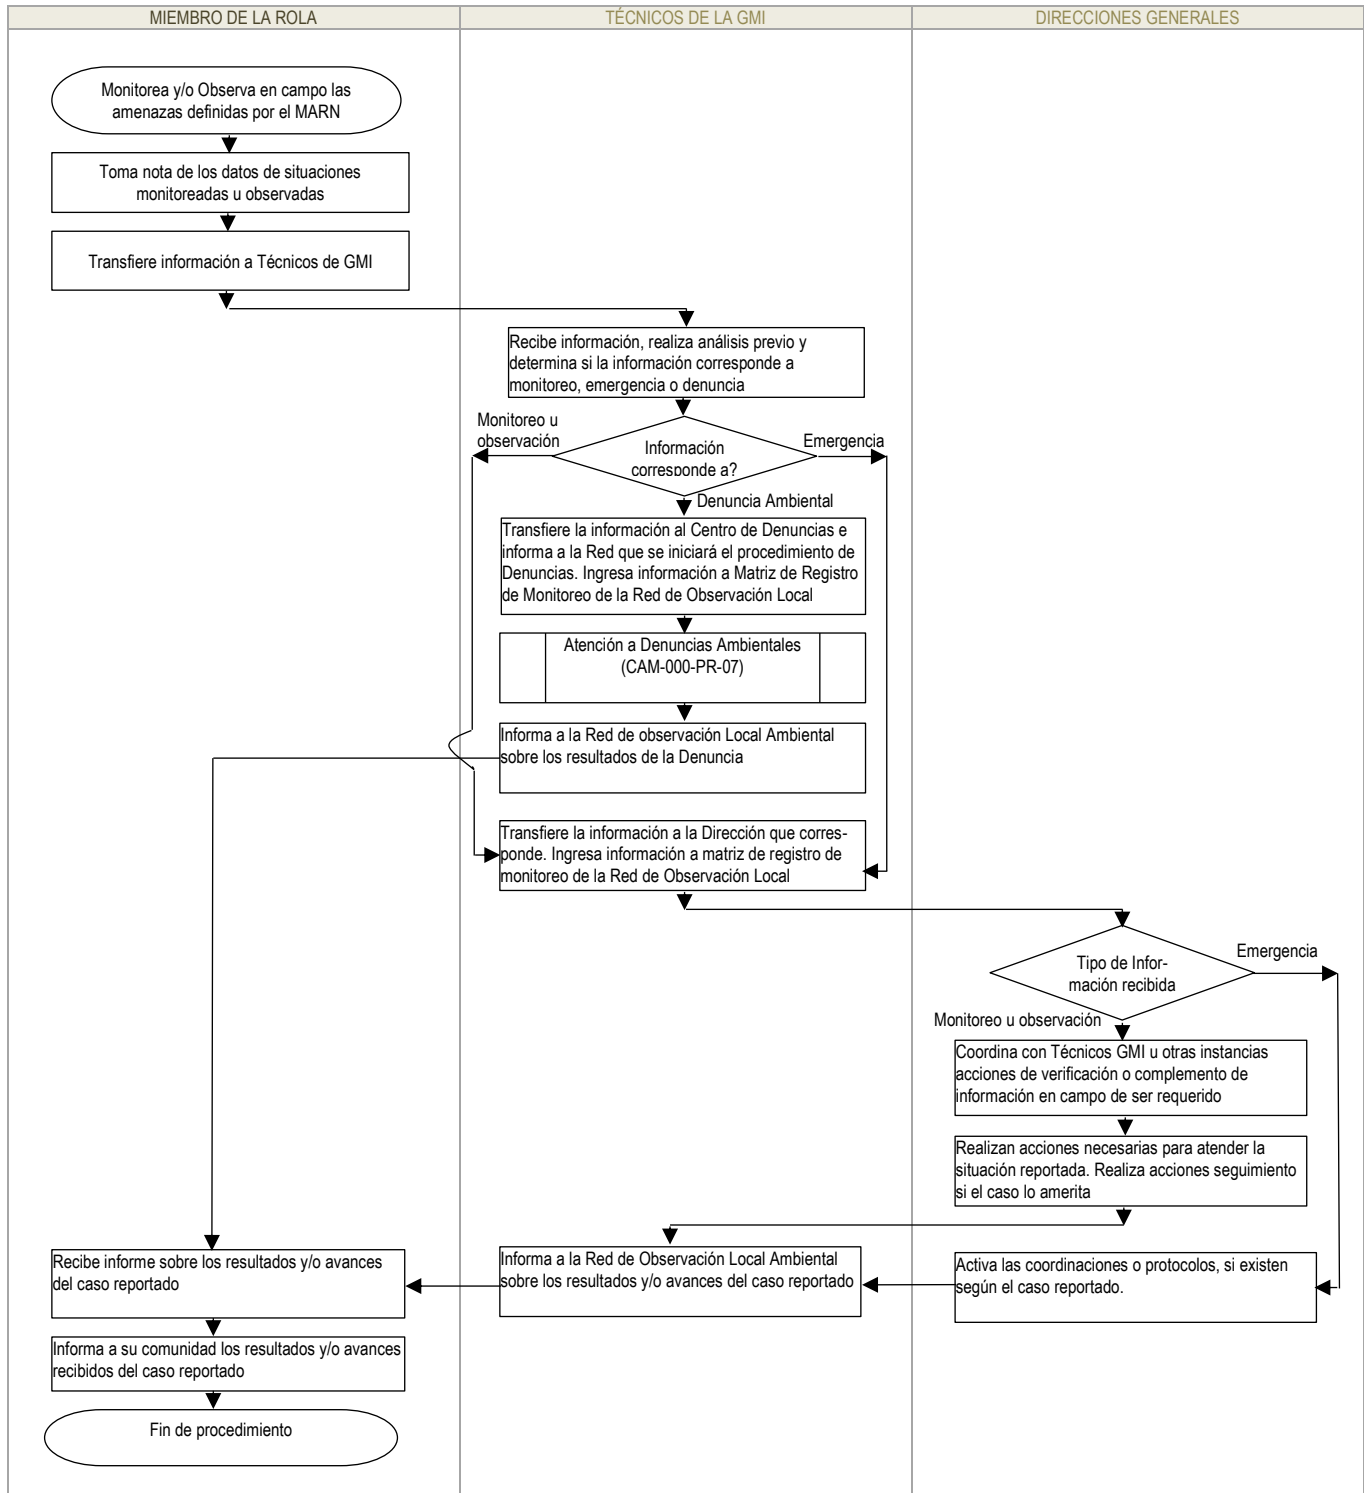 MIEMBRO DE LA ROLA
TÉCNICOS DE LA GMI
DIRECCIONES GENERALES
Monitorea y/o Observa en campo las
amenazas definidas por el MARN
Toma nota de los datos de situaciones
monitoreadas u observadas
Transfiere información a Técnicos de GMI
Recibe información, realiza análisis previo y
determina si la información corresponde a
monitoreo, emergencia o denuncia
Monitoreo u
observación
Información
corresponde a?
Emergencia
Denuncia Ambiental
Transfiere la información al Centro de Denuncias e
informa a la Red que se iniciará el procedimiento de
Denuncias. Ingresa información a Matriz de Registro
de Monitoreo de la Red de Observación Local
Atención a Denuncias Ambientales
(CAM-000-PR-07)
Informa a la Red de observación Local Ambiental
sobre los resultados de la Denuncia
Transfiere la información a la Dirección que corres-
ponde. Ingresa información a matriz de registro de
monitoreo de la Red de Observación Local
Tipo de Infor-
mación recibida
Emergencia
Monitoreo u observación
Coordina con Técnicos GMI u otras instancias
acciones de verificación o complemento de
información en campo de ser requerido
Realizan acciones necesarias para atender la
situación reportada. Realiza acciones seguimiento
si el caso lo amerita
Activa las coordinaciones o protocolos, si existen
según el caso reportado.
Informa a la Red de Observación Local Ambiental
sobre los resultados y/o avances del caso reportado
Recibe informe sobre los resultados y/o avances
del caso reportado
Informa a su comunidad los resultados y/o avances
recibidos del caso reportado
Fin de procedimiento